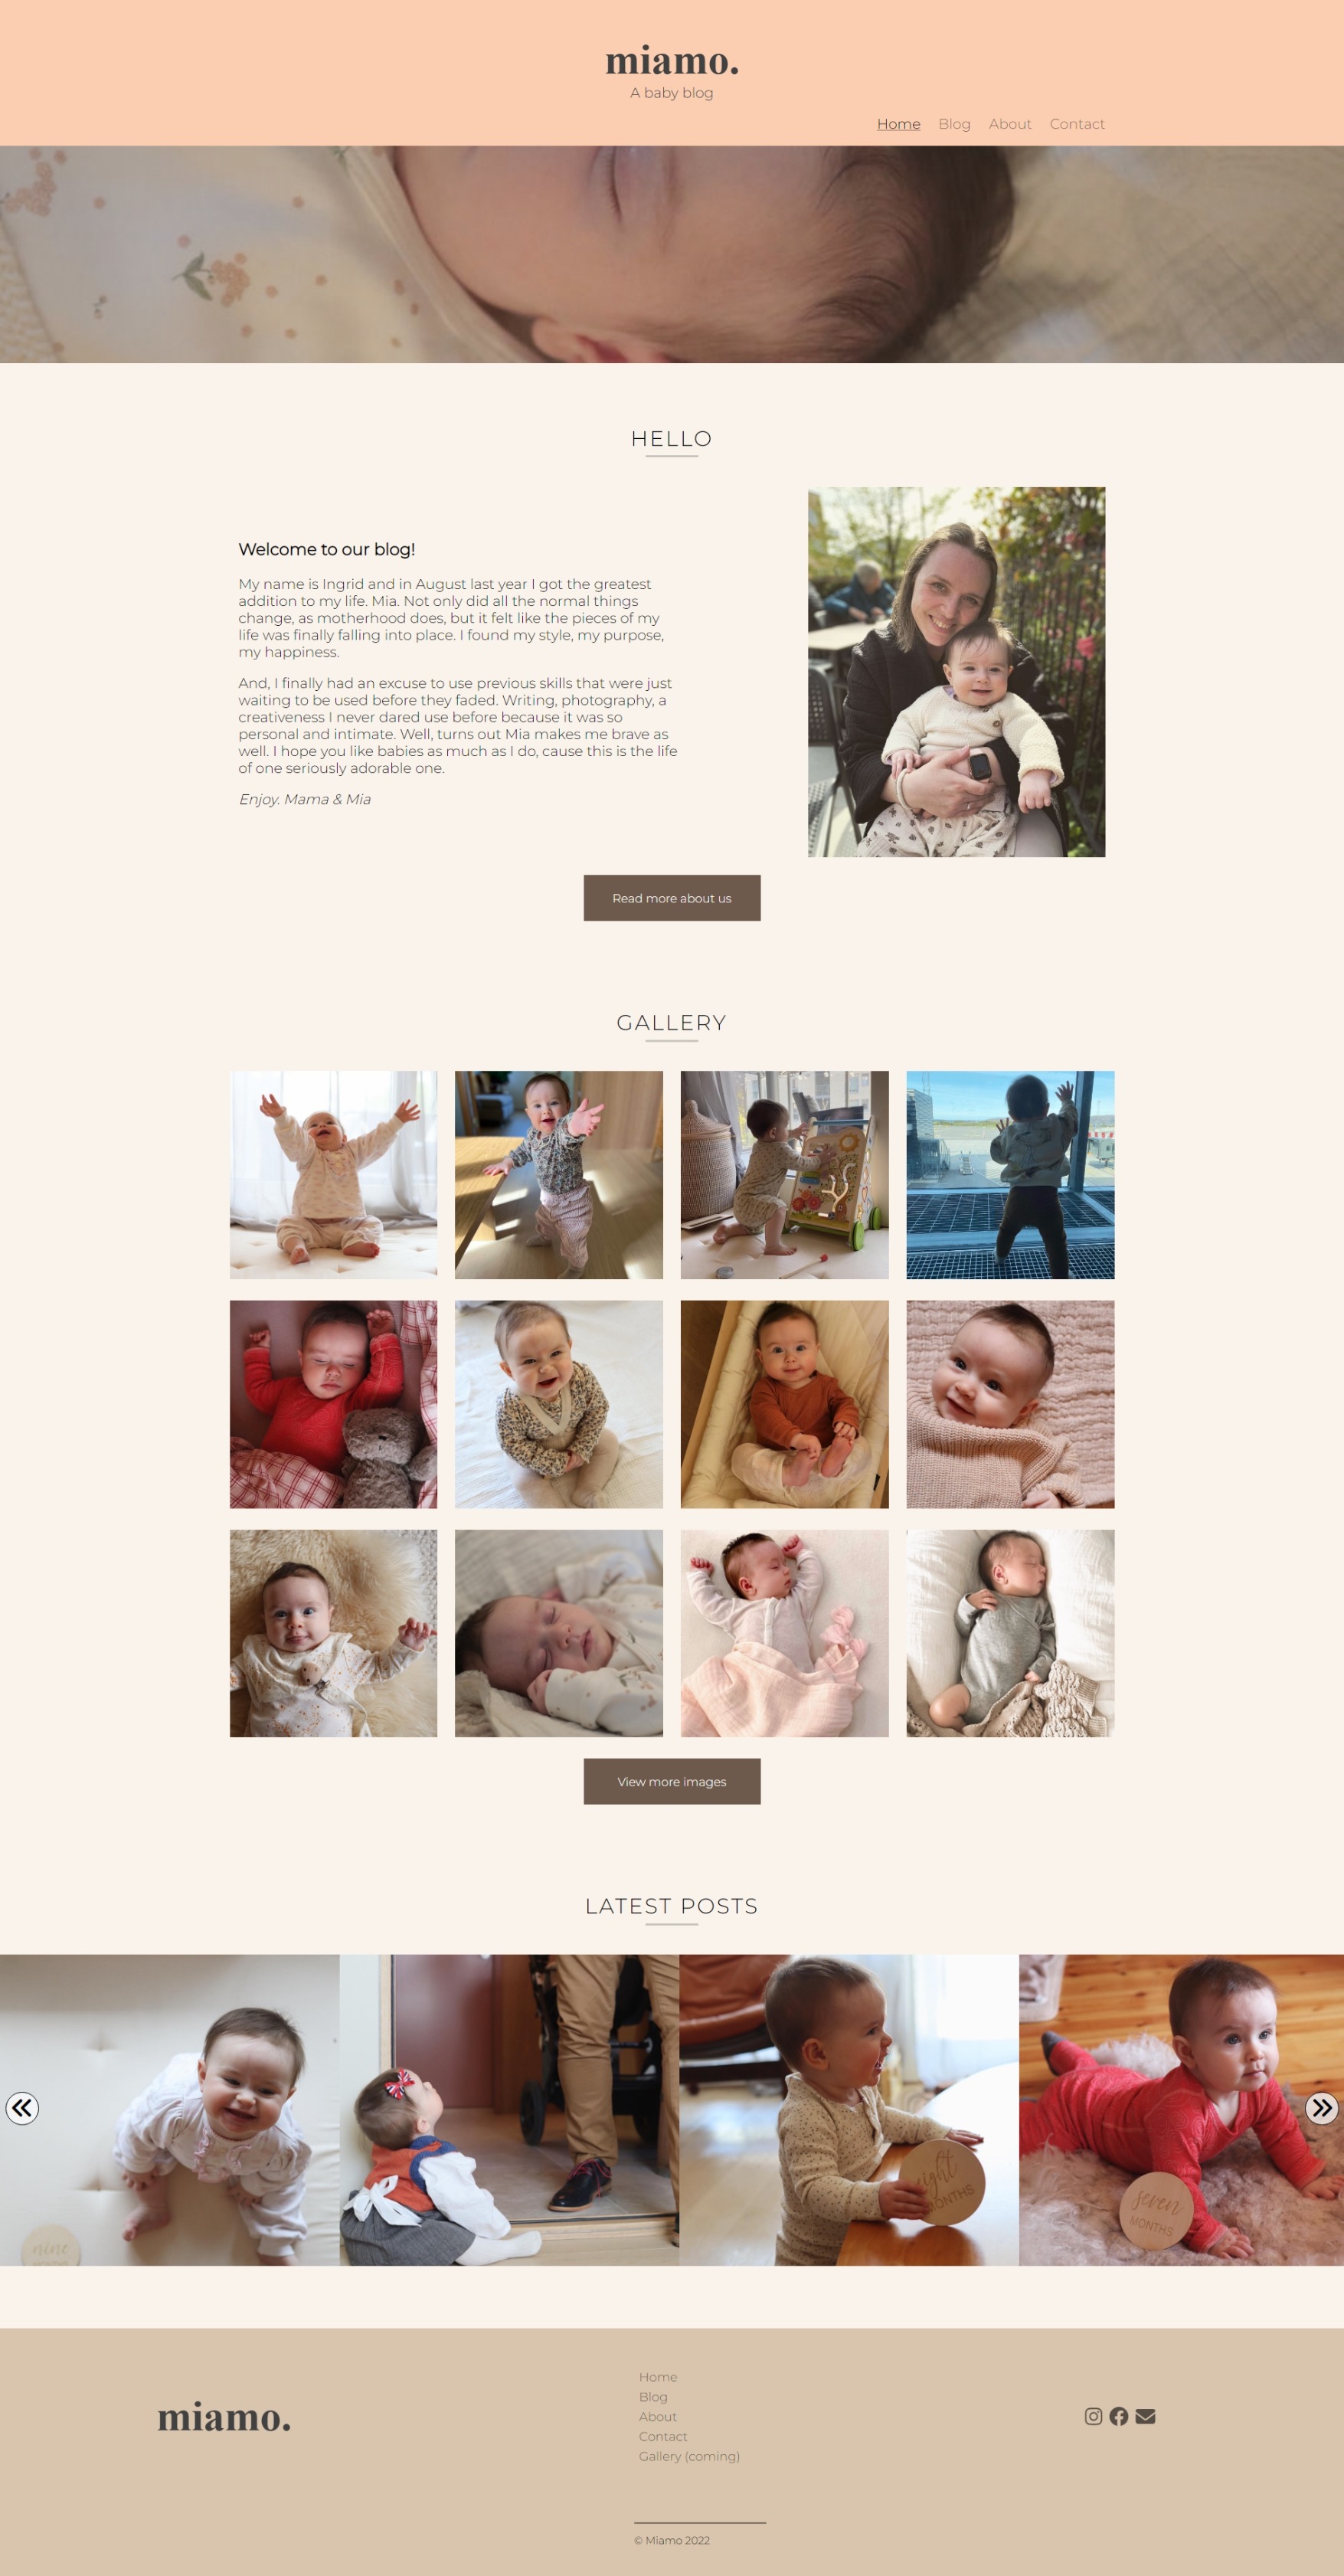 miamo.
A baby blog
Home Blog About Contact
HELLO
Welcome to our blog!
My name is Ingrid and in August last year I got the greatest
addition to my life. Mia. Not only did all the normal things
change, as motherhood does, but it felt like the pieces of my
life was finally falling into place. I found my style, my purpose,
my happiness.
And, I finally had an excuse to use previous skills that were just
waiting to be used before they faded. Writing, photography, a
creativeness I never dared use before because it was so
personal and intimate. Well, turns out Mia makes me brave as
well. I hope you like babies as much as I do, cause this is the life
of one seriously adorable one.
Enjoy. Mama & Mia
Read more about us
GALLERY
View more images
LATEST POSTS
nine
eight
MONTHS
seven
MONTHS
miamo.
Home
Blog
About
Contact
Gallery (coming)
© Miamo 2022